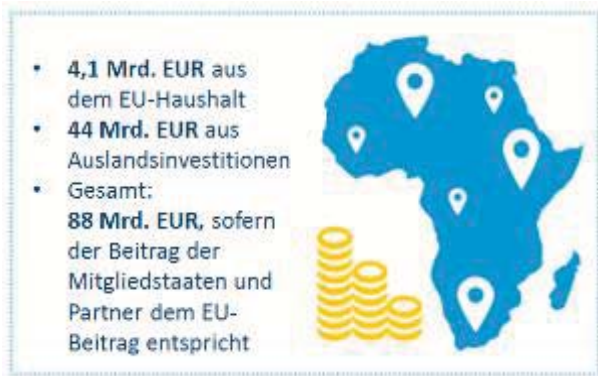 • 4,1 Mrd. EUR aus
dem EU-Haushalt
• 44 Mrd. EUR aus
Auslandsinvestitionen
• Gesamt:
88 Mrd. EUR, sofern
der Beitrag der
Mitgliedstaaten und
Partner dem EU-
Beitrag entspricht